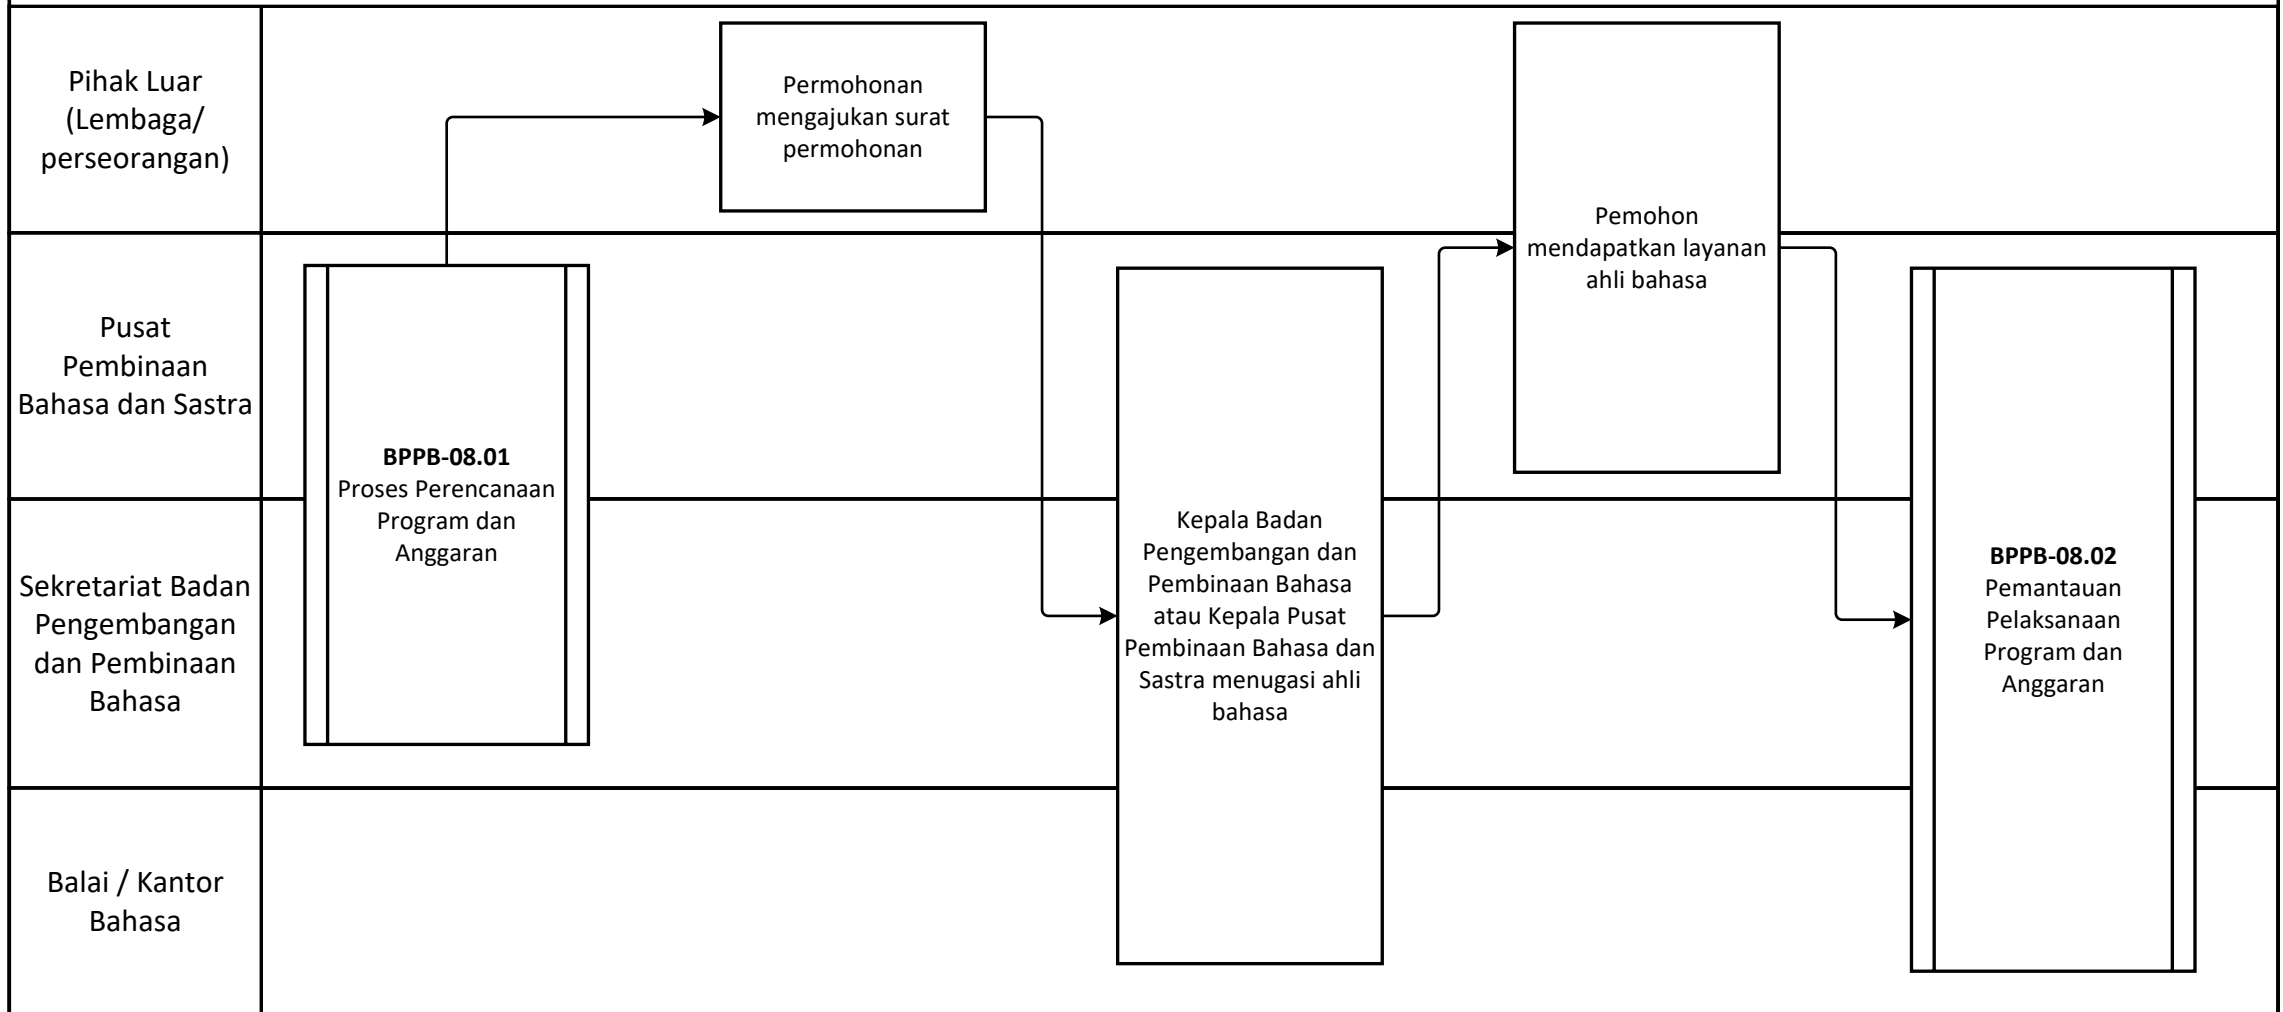 Pihak Luar
(Lembaga/
perseorangan)
Permohonan
mengajukan surat
permohonan
Pemohon
mendapatkan layanan
ahli bahasa
Pusat
Pembinaan
Bahasa dan Sastra
BPPB-08.01
Proses Perencanaan
Program dan
Anggaran
Kepala Badan
Pengembangan dan
Pembinaan Bahasa
atau Kepala Pusat
Pembinaan Bahasa dan
Sastra menugasi ahli
bahasa
BPPB-08.02
Pemantauan
Pelaksanaan
Program dan
Anggaran
Sekretariat Badan
Pengembangan
dan Pembinaan
Bahasa
Balai / Kantor
Bahasa